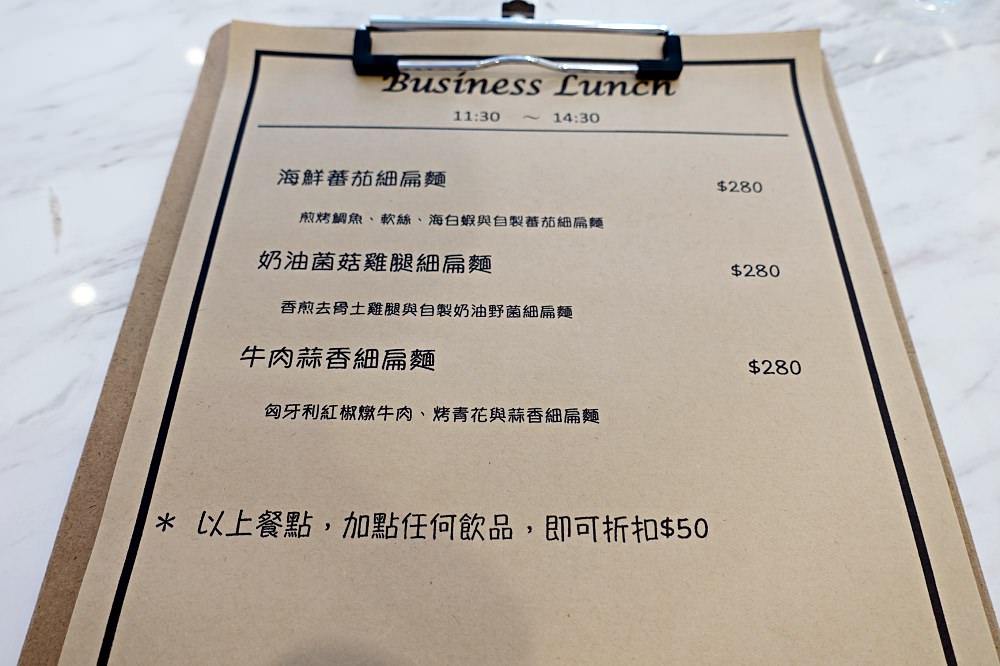 Business Lunch
11:30 ～ 14:30
海鮮蕃茄細扁麵 $280
煎烤鯛魚、軟絲、海白蝦與自製蕃茄細扁麵
奶油菌菇雞腿細扁麵 $280
香煎去骨土雞腿與自製奶油野菌細扁麵
牛肉蒜香細扁麵 $280
匈牙利紅椒燉牛肉、烤青花與蒜香細扁麵
* 以上餐點，加點任何飲品，即可折扣$50